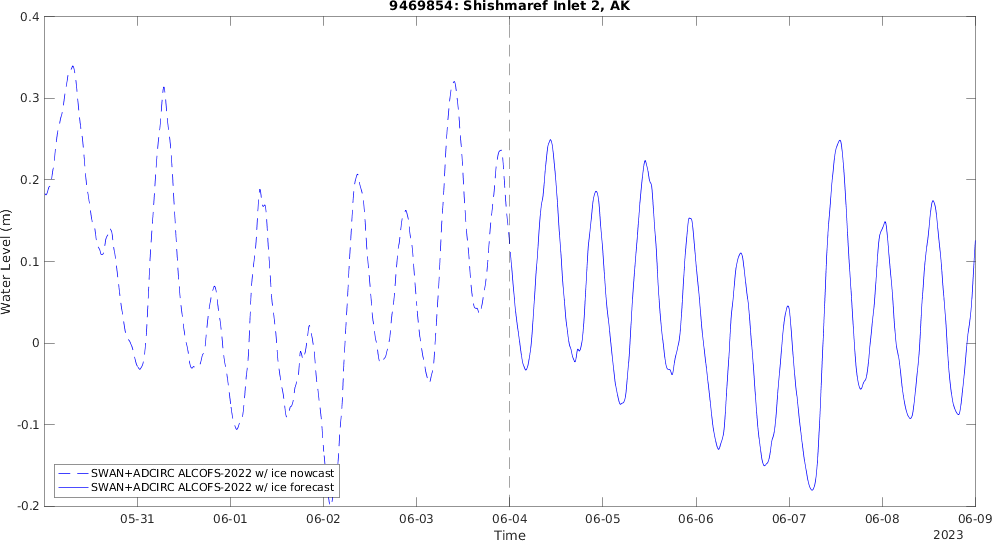 9469854: Shishmaref Inlet 2, AK
0.4
0.3
0.2
0.1
0
-0.1
-0.2
Water Level (m)
SWAN+ADCIRC ALCOFS-2022 w/ ice nowcast
SWAN+ADCIRC ALCOFS-2022 w/ ice forecast
05-31 06-01 06-02 06-03 06-04 06-05 06-06 06-07 06-08 06-09
Time
2023